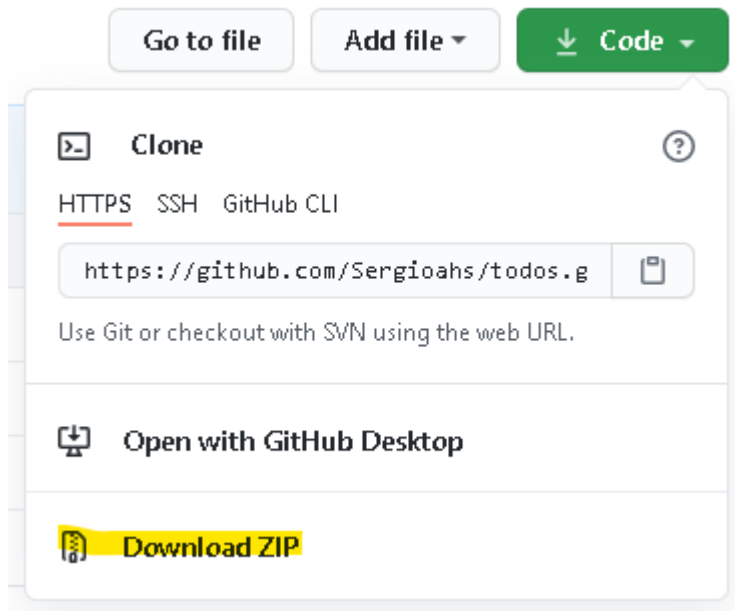 Go to file Add file Code
Clone
HTTPS SSH GitHub CLI
https://github.com/Sergioahs/todos.g
Use Git or checkout with SVN using the web URL.
Open with GitHub Desktop
Download ZIP